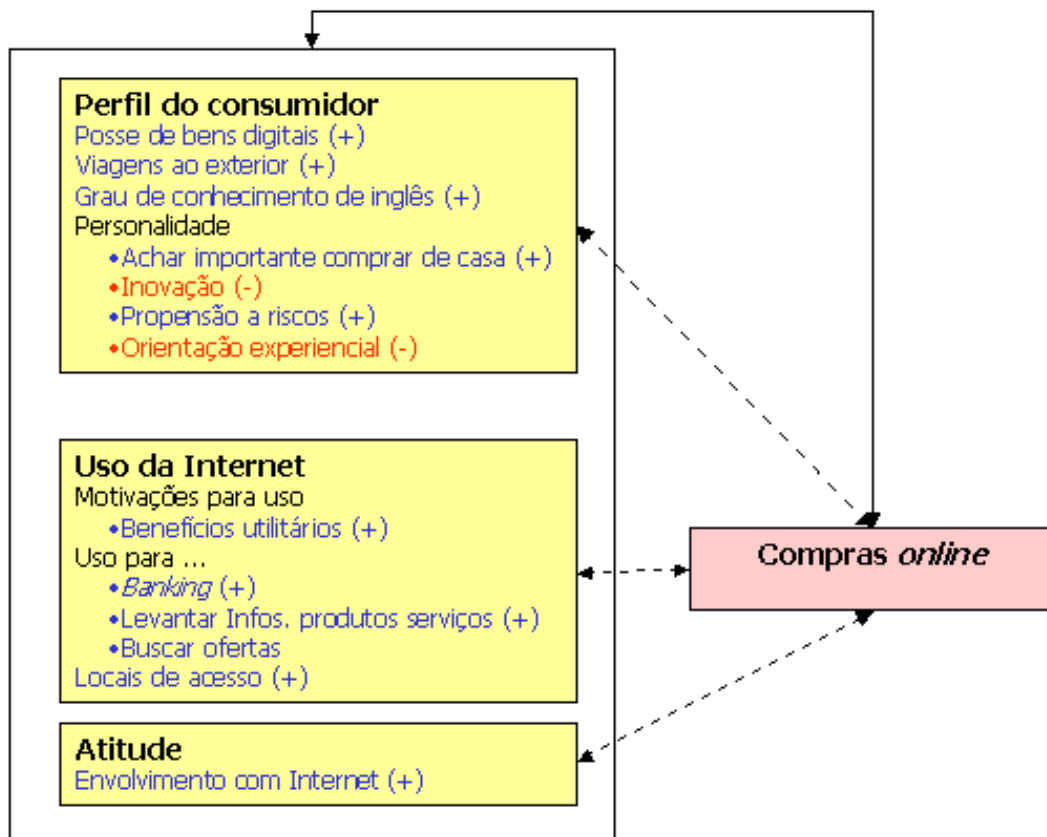 Perfil do consumidor
Posse de bens digitais (+)
Viagens ao exterior (+)
Grau de conhecimento de inglês (+)
Personalidade
•Achar importante comprar de casa (+)
•Inovação (-)
•Propensão a riscos (+)
•Orientação experiencial (-)
Uso da Internet
Motivações para uso
•Benefícios utilitários (+)
Uso para ...
•Banking (+)
•Levantar Infos. produtos serviços (+)
•Buscar ofertas
Locais de acesso (+)
Atitude
Envolvimento com Internet (+)
Compras online